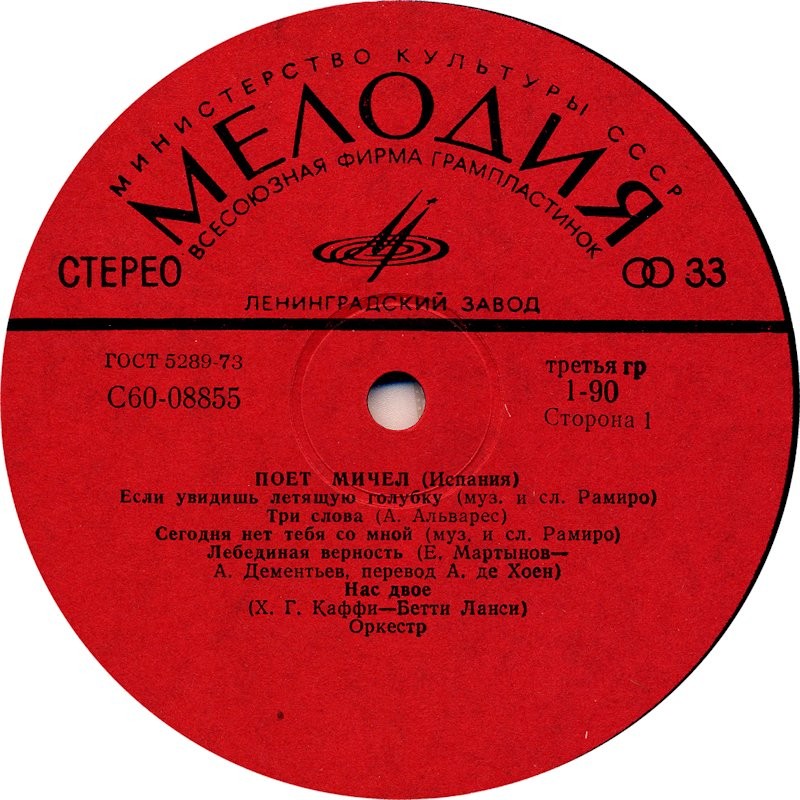 МИНИСТЕРСТВО КУЛЬТУРЫ СССР
МЕЛОДИЯ
ВСЕСОЮЗНАЯ ФИРМА ГРАМПЛАСТИНОК
СТЕРЕО
33
ЛЕНИНГРАДСКИЙ ЗАВОД
ГОСТ 5289-73
третья гр
С60-08855
1-90
Сторона 1
ПОЕТ МИЧЕЛ (Испания)
Если увидишь летящую голубку (муз. и сл. Рамиро)
Три слова (А. Альварес)
Сегодня нет тебя со мной (муз. и сл. Рамиро)
Лебединая верность (Е. Мартынов—
А. Дементьев, перевод А. де Хоен)
Нас двое
(Х. Г. Каффи—Бетти Ланси)
Оркестр